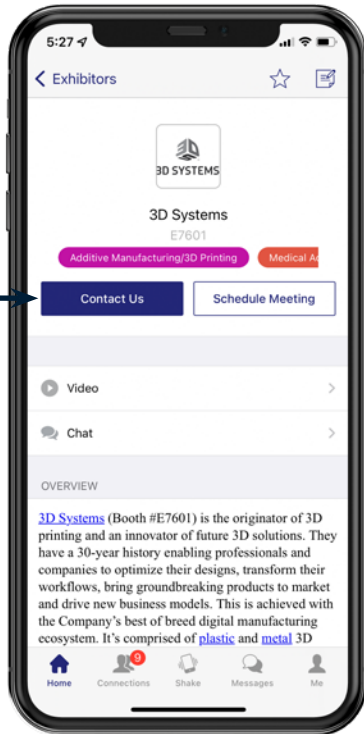 5:27
Exhibitors
3D SYSTEMS
3D Systems
E7601
Additive Manufacturing/3D Printing
Medical Ad
Contact Us
Schedule Meeting
Video
Chat
OVERVIEW
3D Systems (Booth #E7601) is the originator of 3D
printing and an innovator of future 3D solutions. They
have a 30-year history enabling professionals and
companies to optimize their designs, transform their
workflows, bring groundbreaking products to market
and drive new business models. This is achieved with
the Company’s best of breed digital manufacturing
ecosystem. It’s comprised of plastic and metal 3D
9
Home
Connections
Shake
Messages
Me